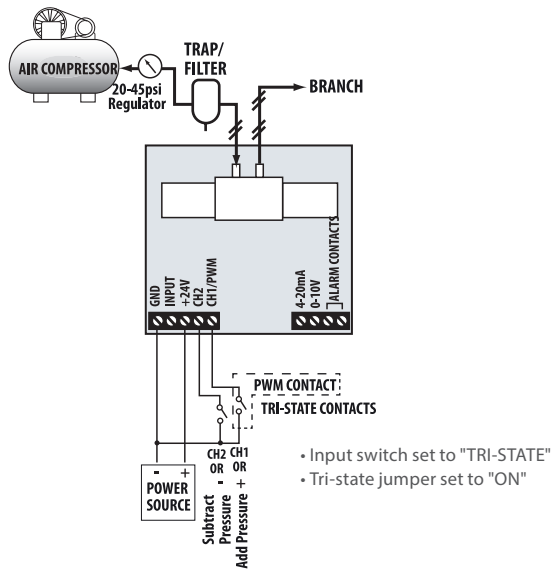 AIR COMPRESSOR
20-45psi
Regulator
TRAP/
FILTER
BRANCH
GND
INPUT
+24V
CH2
CH1/PWM
4-20mA
0-10V
ALARM CONTACTS
PWM CONTACT
TRI-STATE CONTACTS
CH2
OR
-
Subtract
Pressure
CH1
OR
+
Add Pressure
- +
POWER
SOURCE
• Input switch set to "TRI-STATE"
• Tri-state jumper set to "ON"